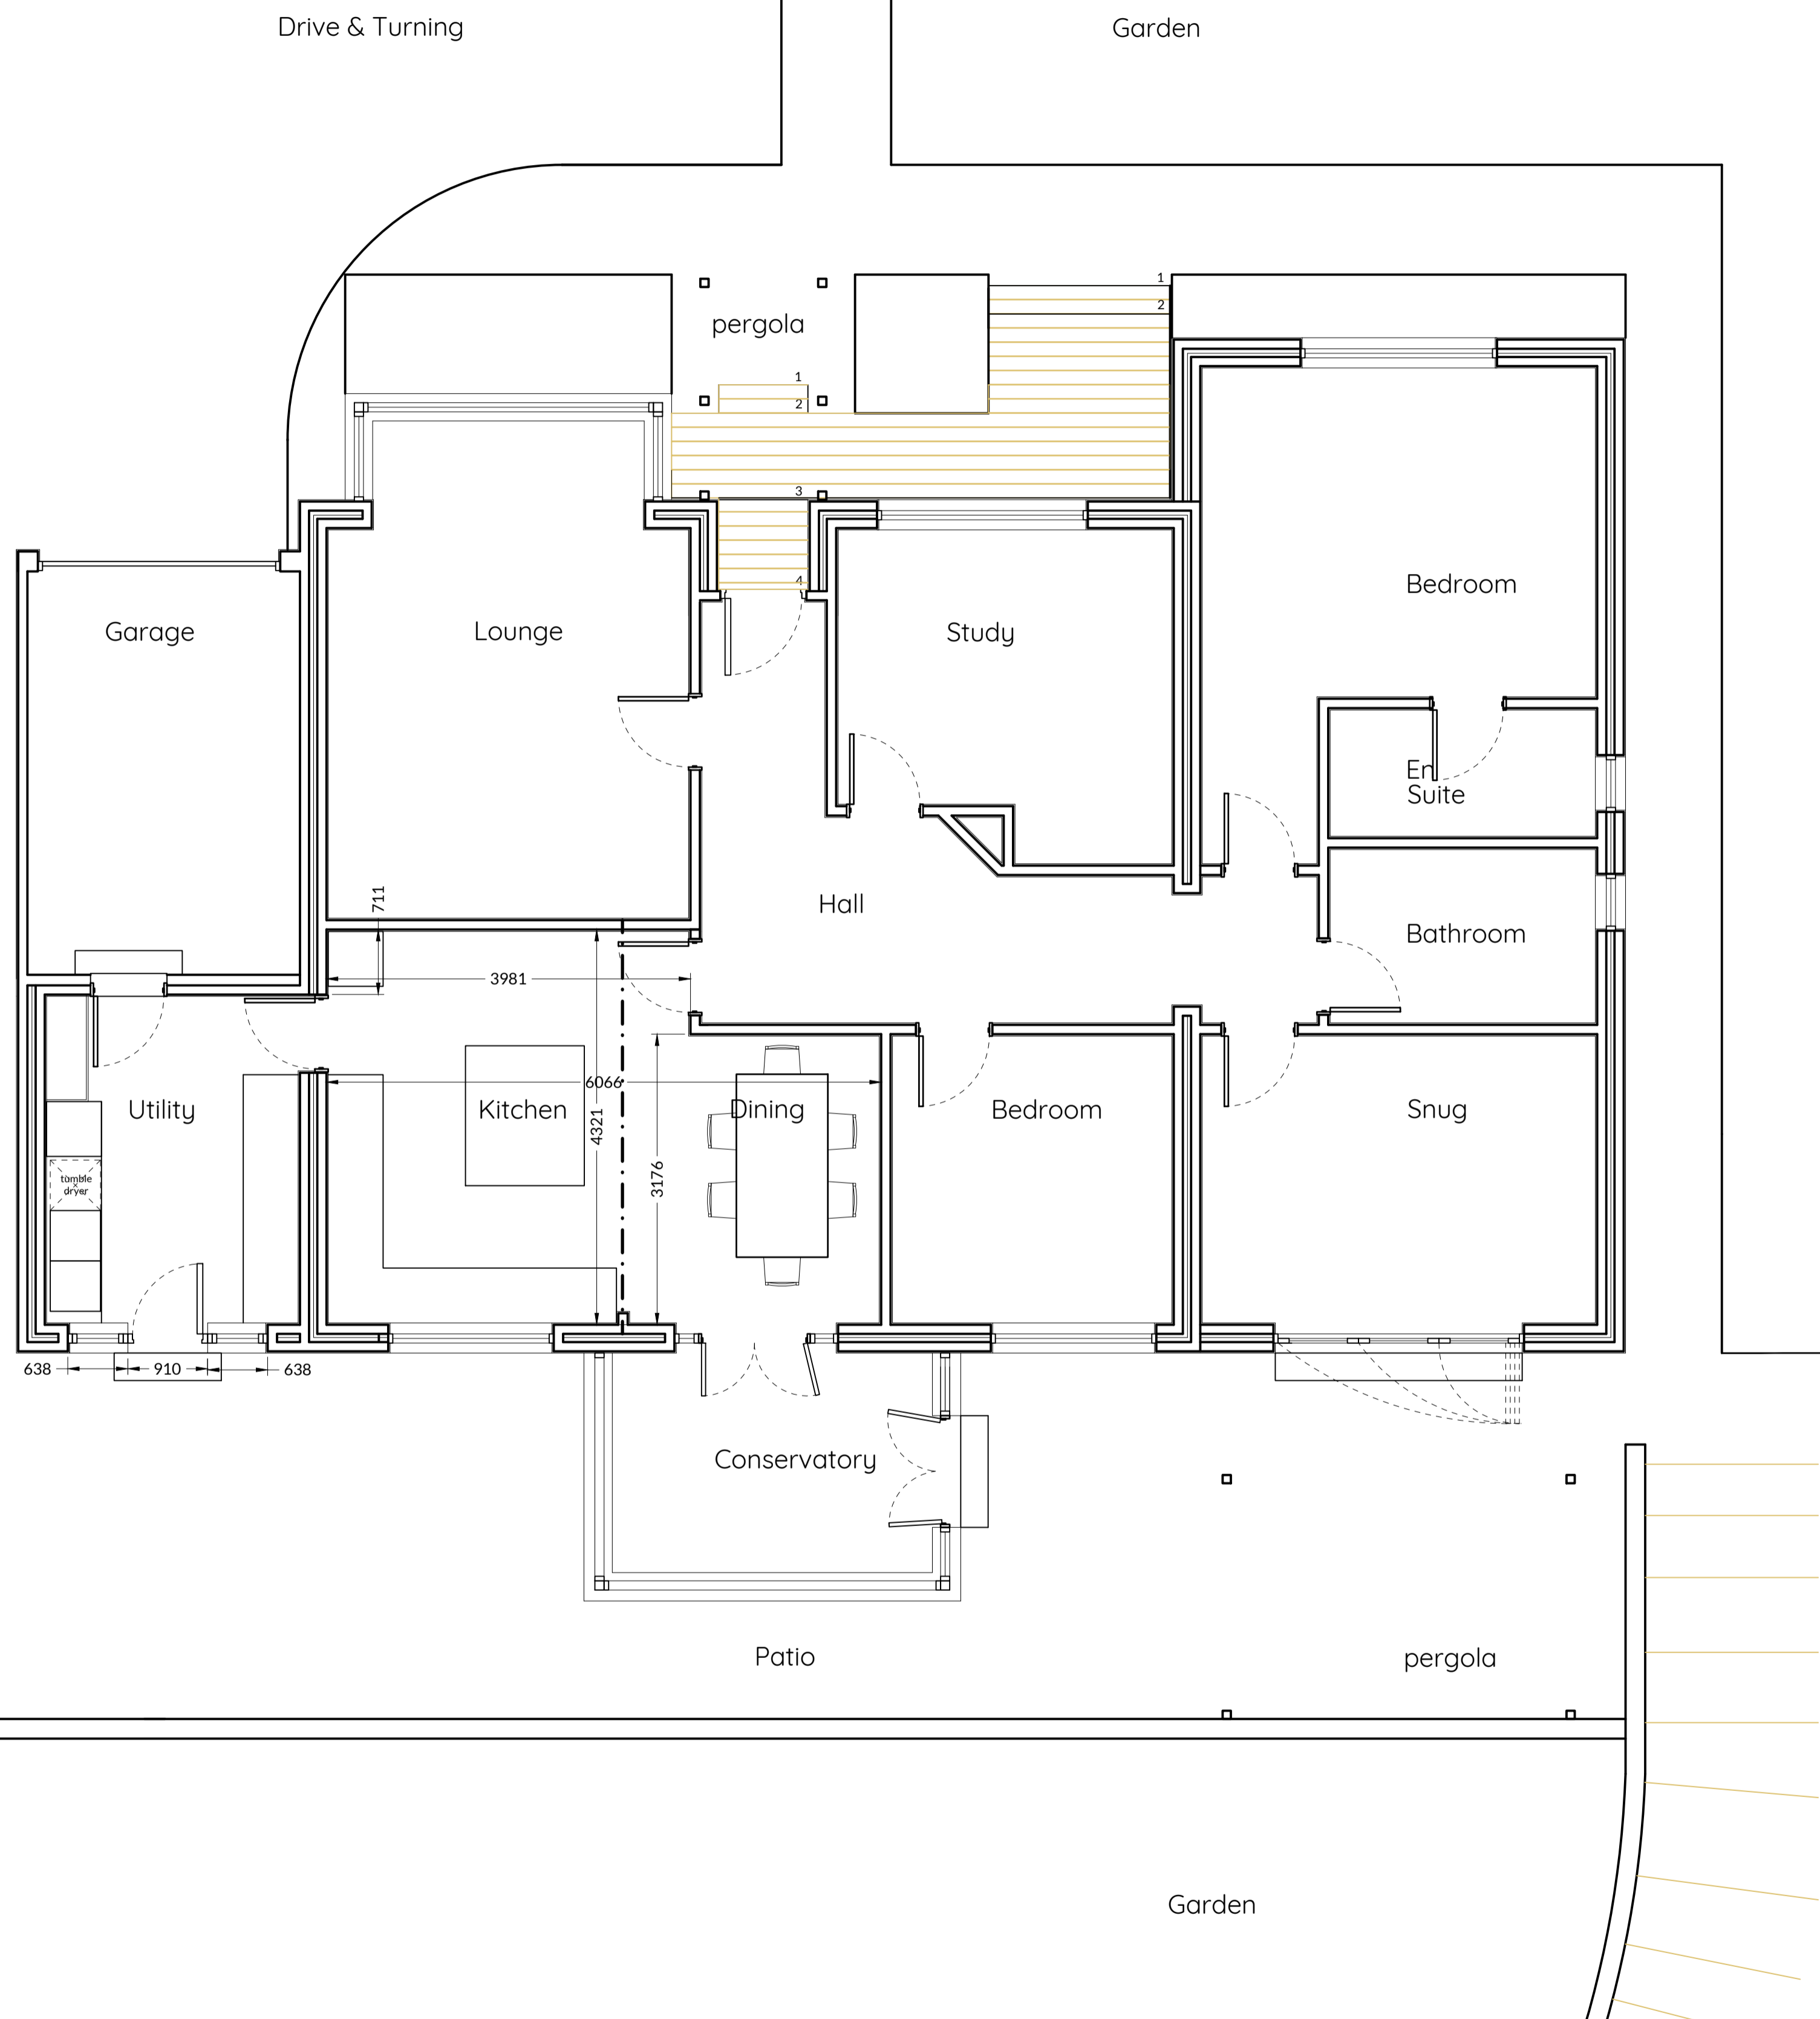 Drive & Turning
Garden
1
2
pergola
1
2
3
4
Garage
Lounge
Study
Bedroom
En
Suite
711
Hall
Bathroom
3981
6066
Utility
Kitchen
4321
Dining
Bedroom
Snug
3176
tumble
dryer
638
910
638
Conservatory
Patio
pergola
Garden